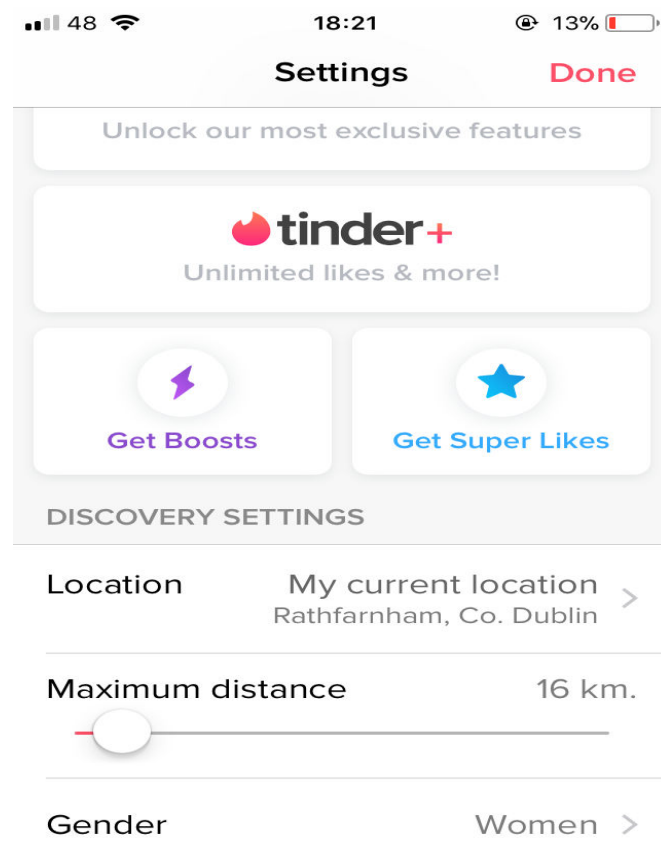 48 18:21 13%
Settings Done
Unlock our most exclusive features
tinder+
Unlimited likes & more!
Get Boosts Get Super Likes
DISCOVERY SETTINGS
Location My current location
Rathfarnham, Co. Dublin
Maximum distance 16 km.
Gender Women